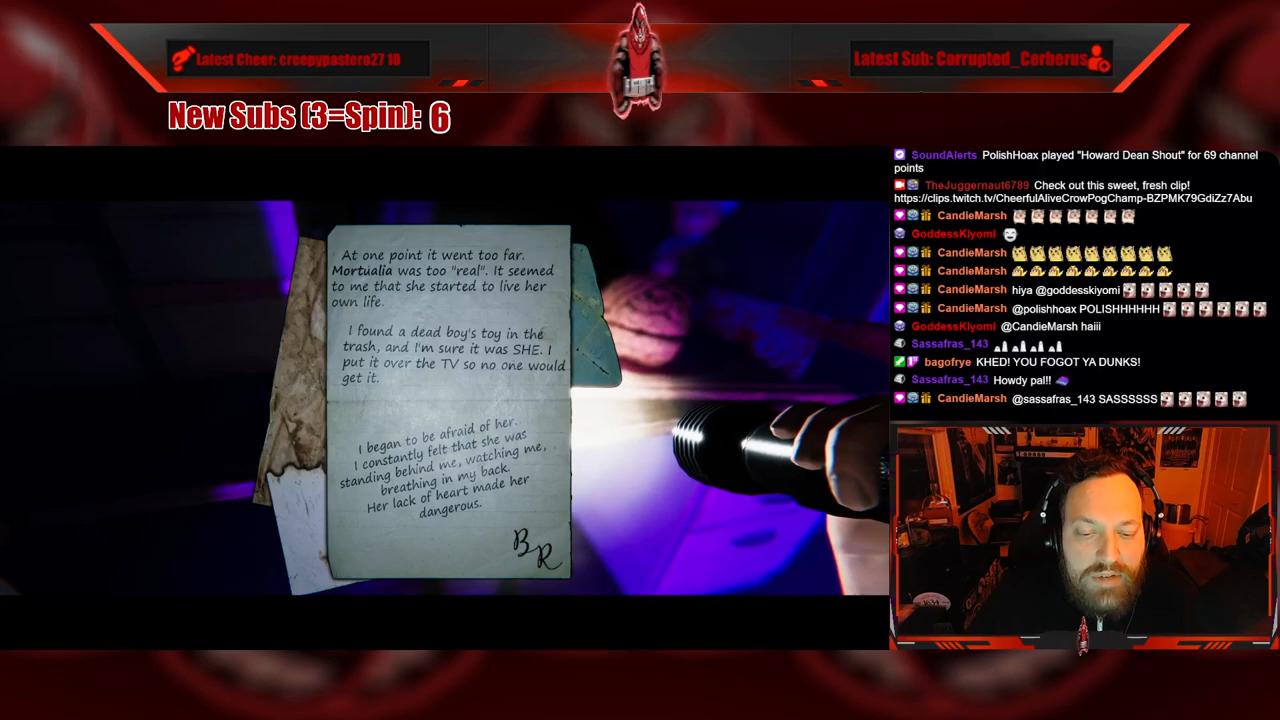 Latest Cheer: creepypastero27 10
Latest Sub: Corrupted_Cerberus
New Subs (3=Spin): 6
At one point it went too far.
Mortualia was too "real". It seemed
to me that she started to live her
own life.
I found a dead boy's toy in the
trash, and I'm sure it was SHE. I
put it over the TV so no one would
get it.
I began to be afraid of her.
I constantly felt that she was
standing behind me, watching me,
breathing in my back.
Her lack of heart made her
dangerous.
BR
SoundAlerts PolishHoax played "Howard Dean Shout" for 69 channel
points
TheJuggernaut6789 Check out this sweet, fresh clip!
https://clips.twitch.tv/CheerfulAliveCrowPogChamp-BZPMK79GdiZz7Abu
CandieMarsh
GoddessKiyomi
CandieMarsh
CandieMarsh
CandieMarsh hiya @goddesskiyomi
CandieMarsh @polishhoax POLISHHHHHH
GoddessKiyomi @CandieMarsh haiii
Sassafras_143
bagofrye KHED! YOU FOGOT YA DUNKS!
Sassafras_143 Howdy pal!!
CandieMarsh @sassafras_143 SASSSSSS